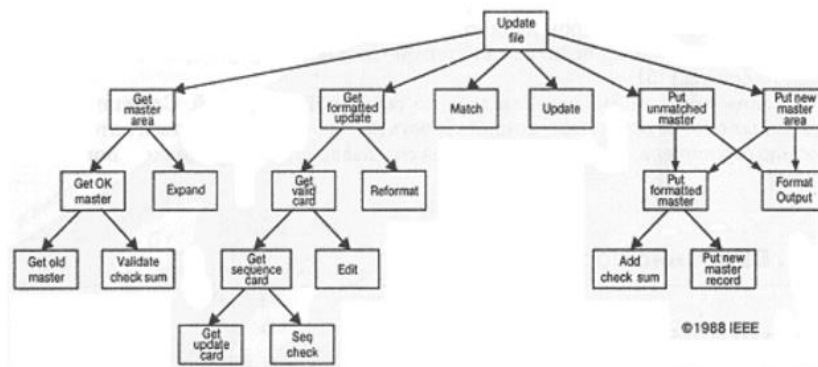 Update
file
Get
master
area
Get
formatted
update
Match
Update
Put
unmatched
master
Put new
master
area
Get OK
master
Expand
Get
valid
card
Reformat
Put
formatted
master
Format
Output
Get old
master
Validate
check sum
Get
sequence
card
Edit
Add
check sum
Put new
master
record
Get
update
card
Seq
check
©1988 IEEE